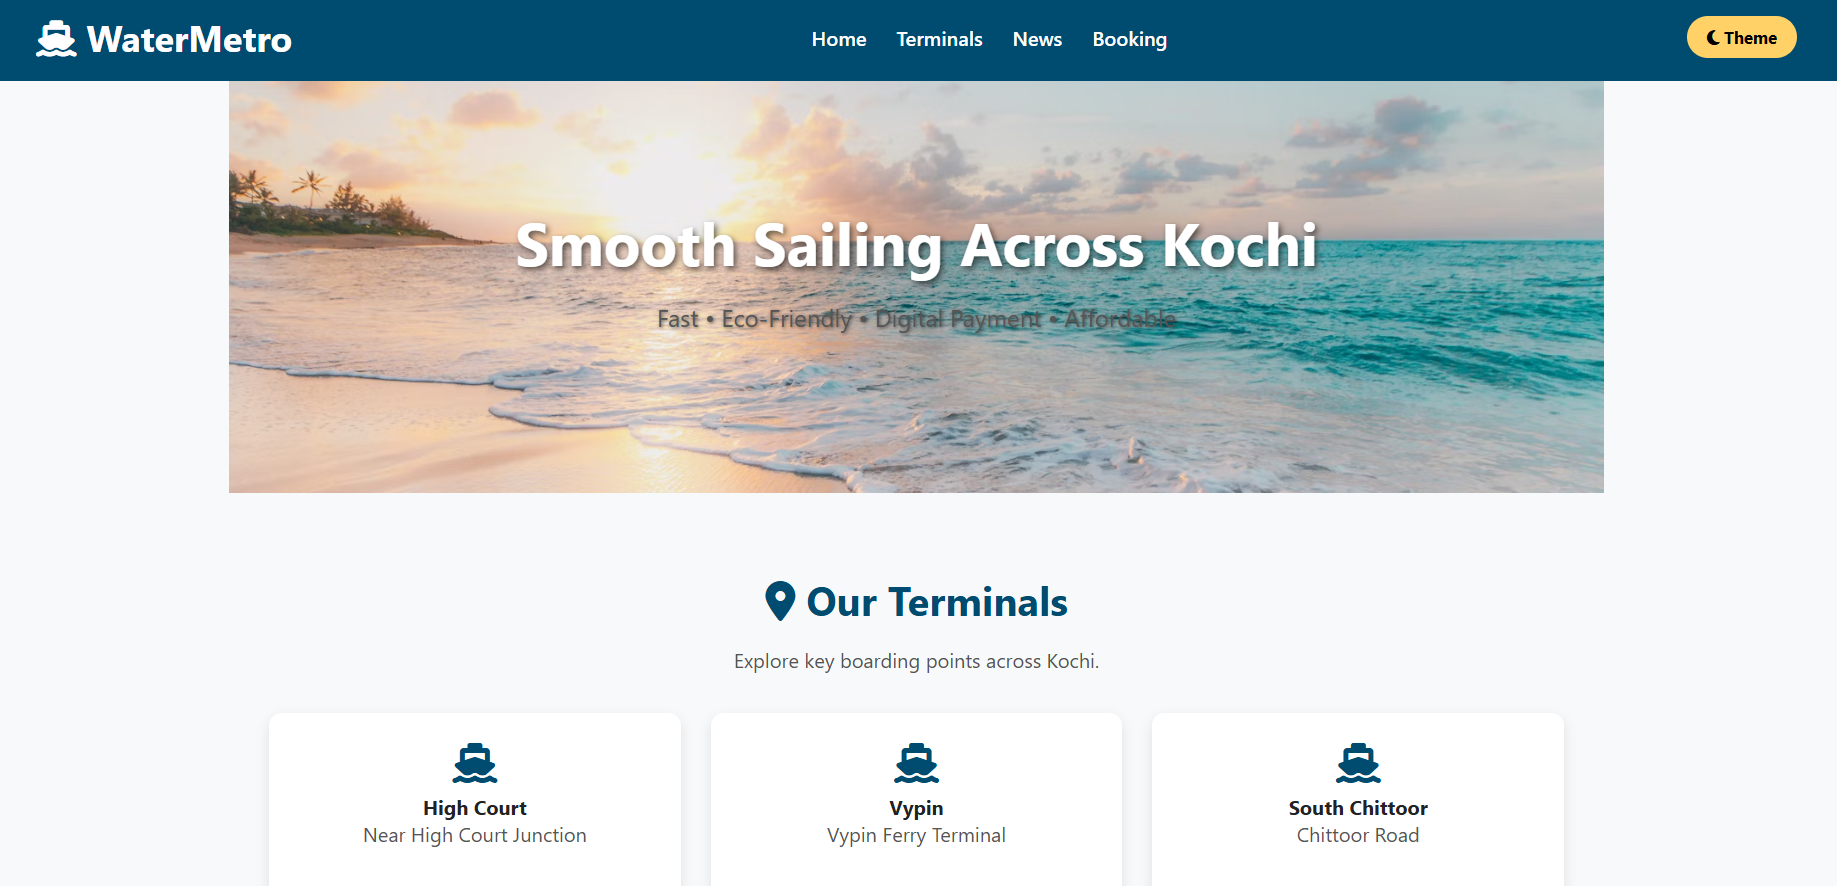 WaterMetro
Home Terminals News Booking
Theme
Smooth Sailing Across Kochi
Fast • Eco-Friendly • Digital Payment • Affordable
Our Terminals
Explore key boarding points across Kochi.
High Court
Near High Court Junction
Vypin
Vypin Ferry Terminal
South Chittoor
Chittoor Road